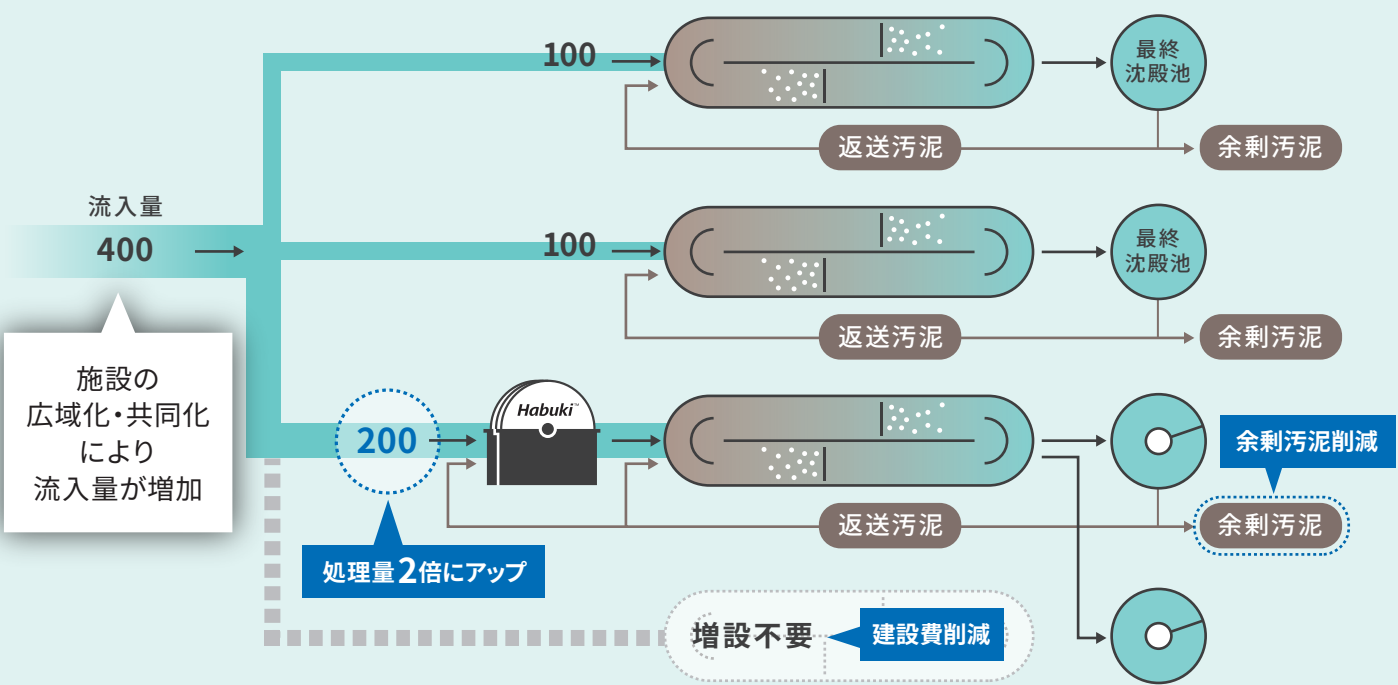 100
最終
沈殿池
返送汚泥
余剰汚泥
流入量
400
100
最終
沈殿池
返送汚泥
余剰汚泥
施設の
広域化・共同化
により
流入量が増加
200
Habuki™
余剰汚泥削減
返送汚泥
余剰汚泥
処理量2倍にアップ
増設不要
建設費削減